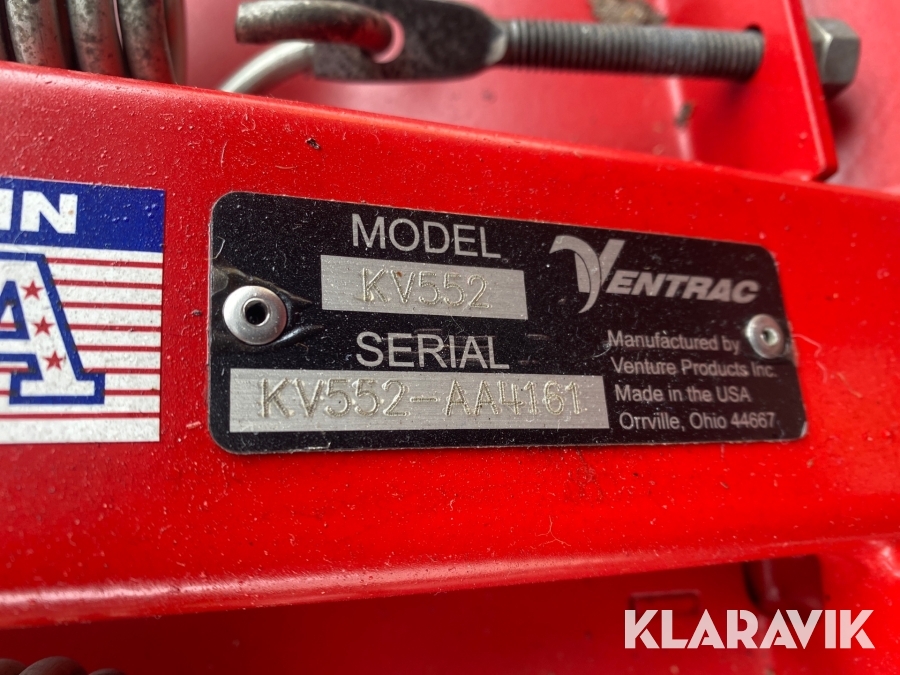 IN
A
MODEL
KV552
VENTRAC
SERIAL
KV552-AA4161
Manufactured by
Venture Products Inc.
Made in the USA
Orrville, Ohio 44667
KLARAVIK